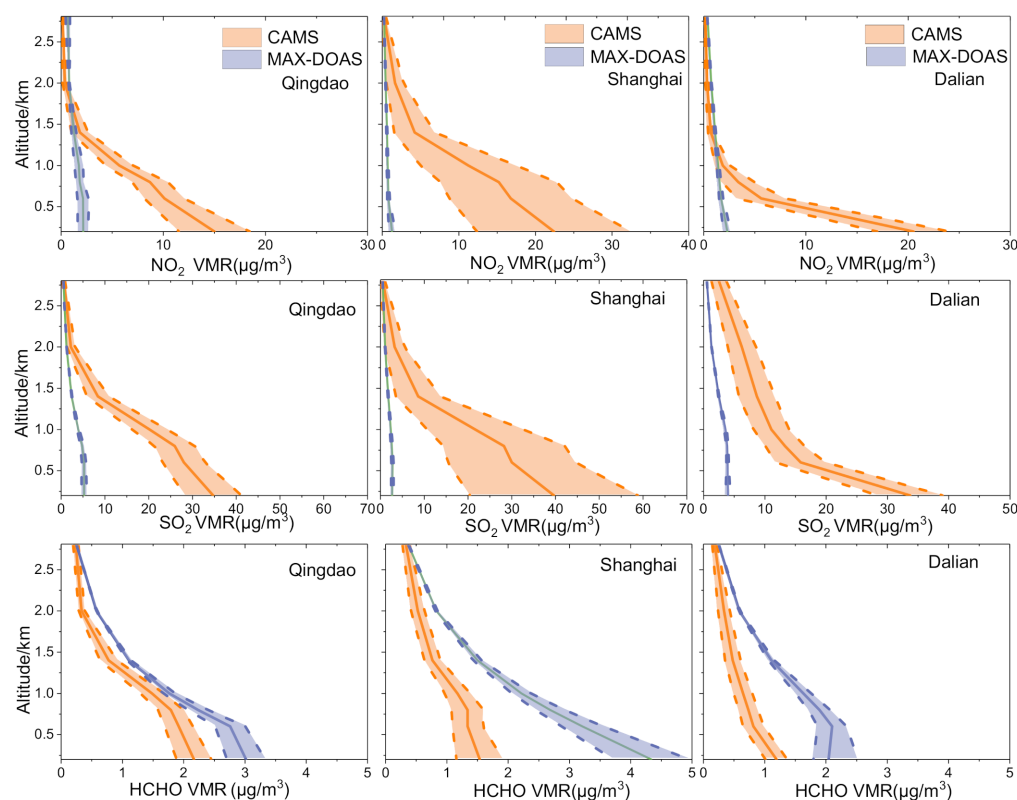 CAMS
MAX-DOAS
Qingdao
CAMS
MAX-DOAS
Shanghai
CAMS
MAX-DOAS
Dalian
Altitude/km
2.5
2.0
1.5
1.0
0.5
0 10 20 30
0 10 20 30 40
0 10 20 30
NO₂ VMR(μg/m³)
NO₂ VMR(μg/m³)
NO₂ VMR(μg/m³)
Qingdao
Shanghai
Dalian
Altitude/km
2.5
2.0
1.5
1.0
0.5
0 10 20 30 40 50 60 70
0 10 20 30 40 50 60 70
0 10 20 30 40 50
SO₂ VMR(μg/m³)
SO₂ VMR(μg/m³)
SO₂ VMR(μg/m³)
Qingdao
Shanghai
Dalian
Altitude/km
2.5
2.0
1.5
1.0
0.5
0 1 2 3 4 5
0 1 2 3 4 5
0 1 2 3 4 5
HCHO VMR (μg/m³)
HCHO VMR(μg/m³)
HCHO VMR(μg/m³)